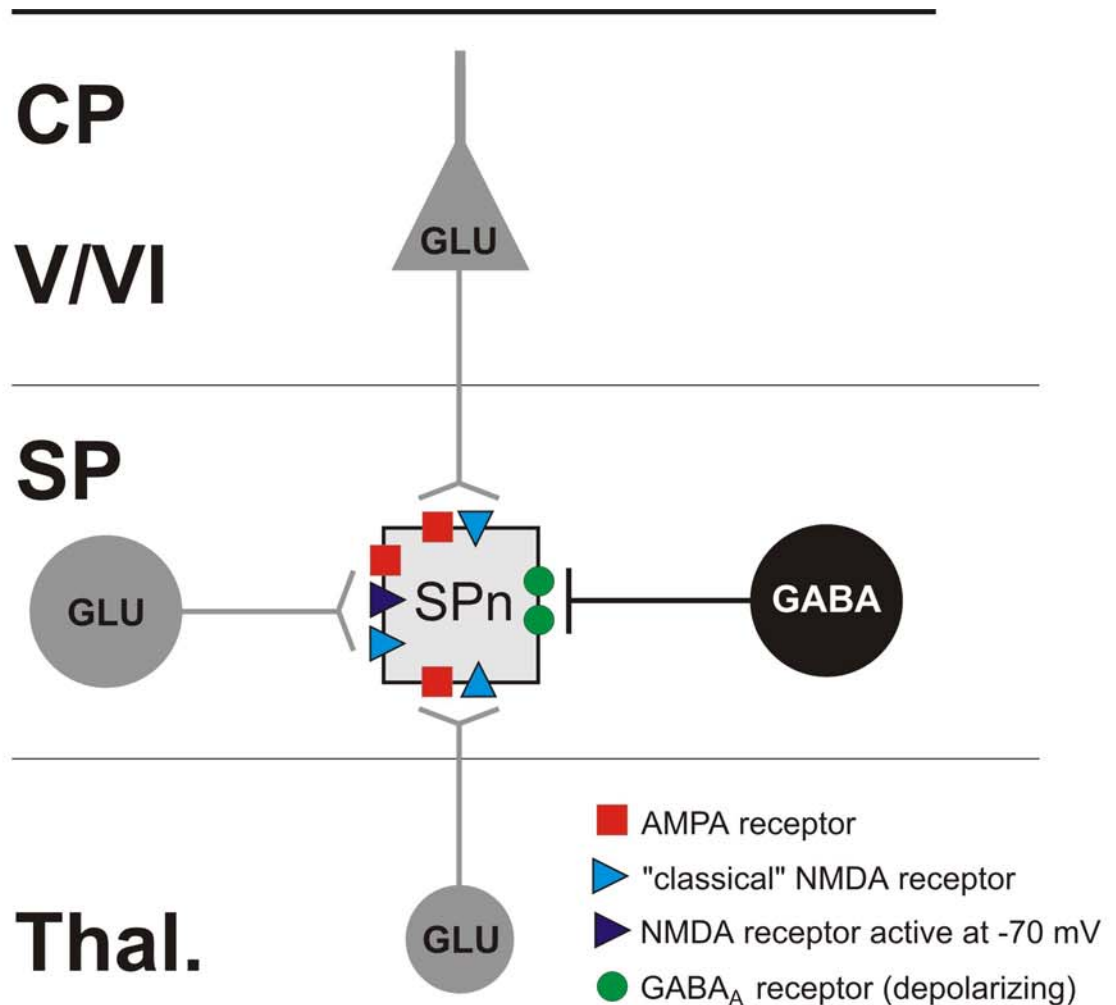 CP
GLU
V/VI
SP
GLU
SPn
GABA
AMPA receptor
"classical" NMDA receptor
Thal.
GLU
NMDA receptor active at -70 mV
GABA_A receptor (depolarizing)